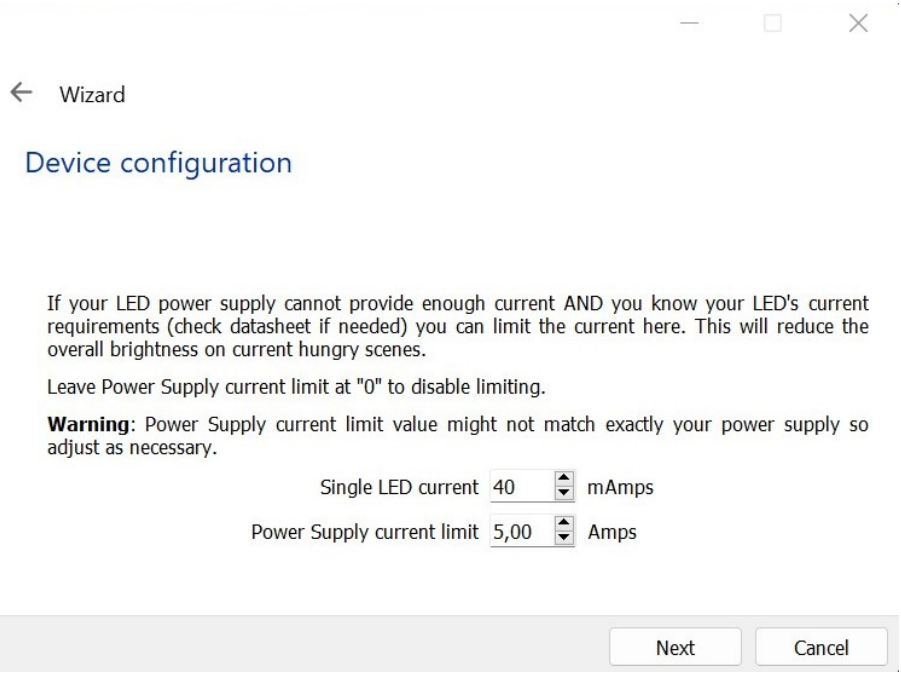 Wizard
Device configuration
If your LED power supply cannot provide enough current AND you know your LED's current
requirements (check datasheet if needed) you can limit the current here. This will reduce the
overall brightness on current hungry scenes.
Leave Power Supply current limit at "0" to disable limiting.
Warning: Power Supply current limit value might not match exactly your power supply so
adjust as necessary.
Single LED current 40 mAmps
Power Supply current limit 5,00 Amps
Next Cancel